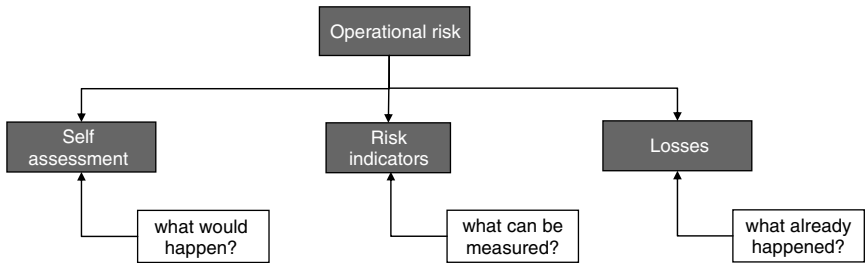 Operational risk
Self
assessment
Risk
indicators
Losses
what would
happen?
what can be
measured?
what already
happened?